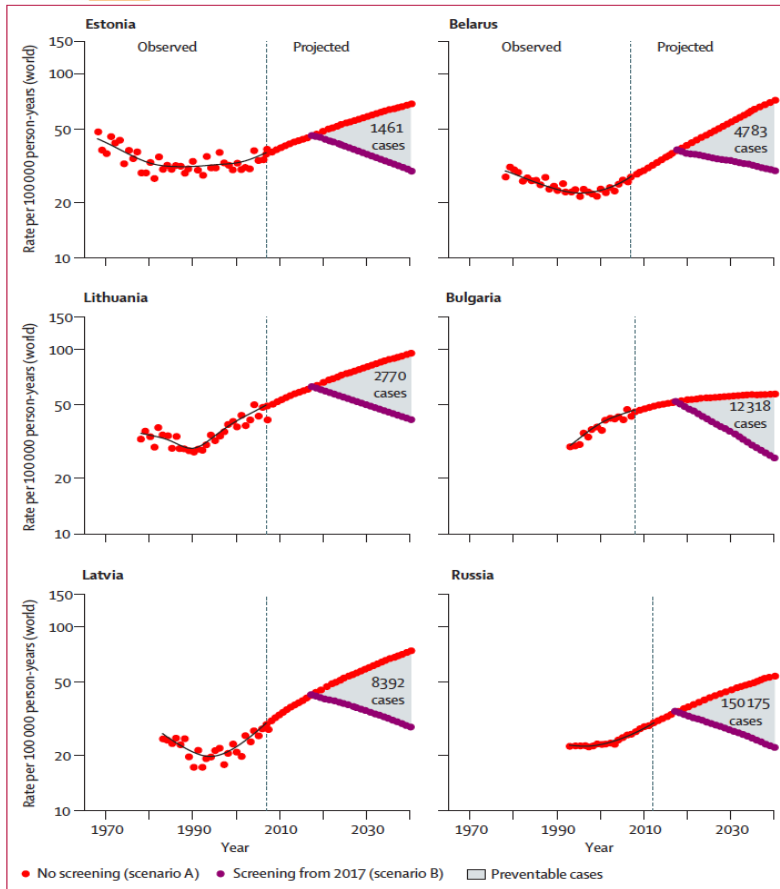 Estonia
Belarus
150
100
50
20
10
Rate per 100 000 person-years (world)
Observed
Projected
1461
cases
Observed
Projected
4783
cases
Lithuania
Bulgaria
150
100
50
20
10
Rate per 100 000 person-years (world)
2770
cases
12 318
cases
Latvia
Russia
150
100
50
20
10
Rate per 100 000 person-years (world)
8392
cases
150 175
cases
1970 1990 2010 2030
Year
1970 1990 2010 2030
Year
No screening (scenario A) Screening from 2017 (scenario B) Preventable cases